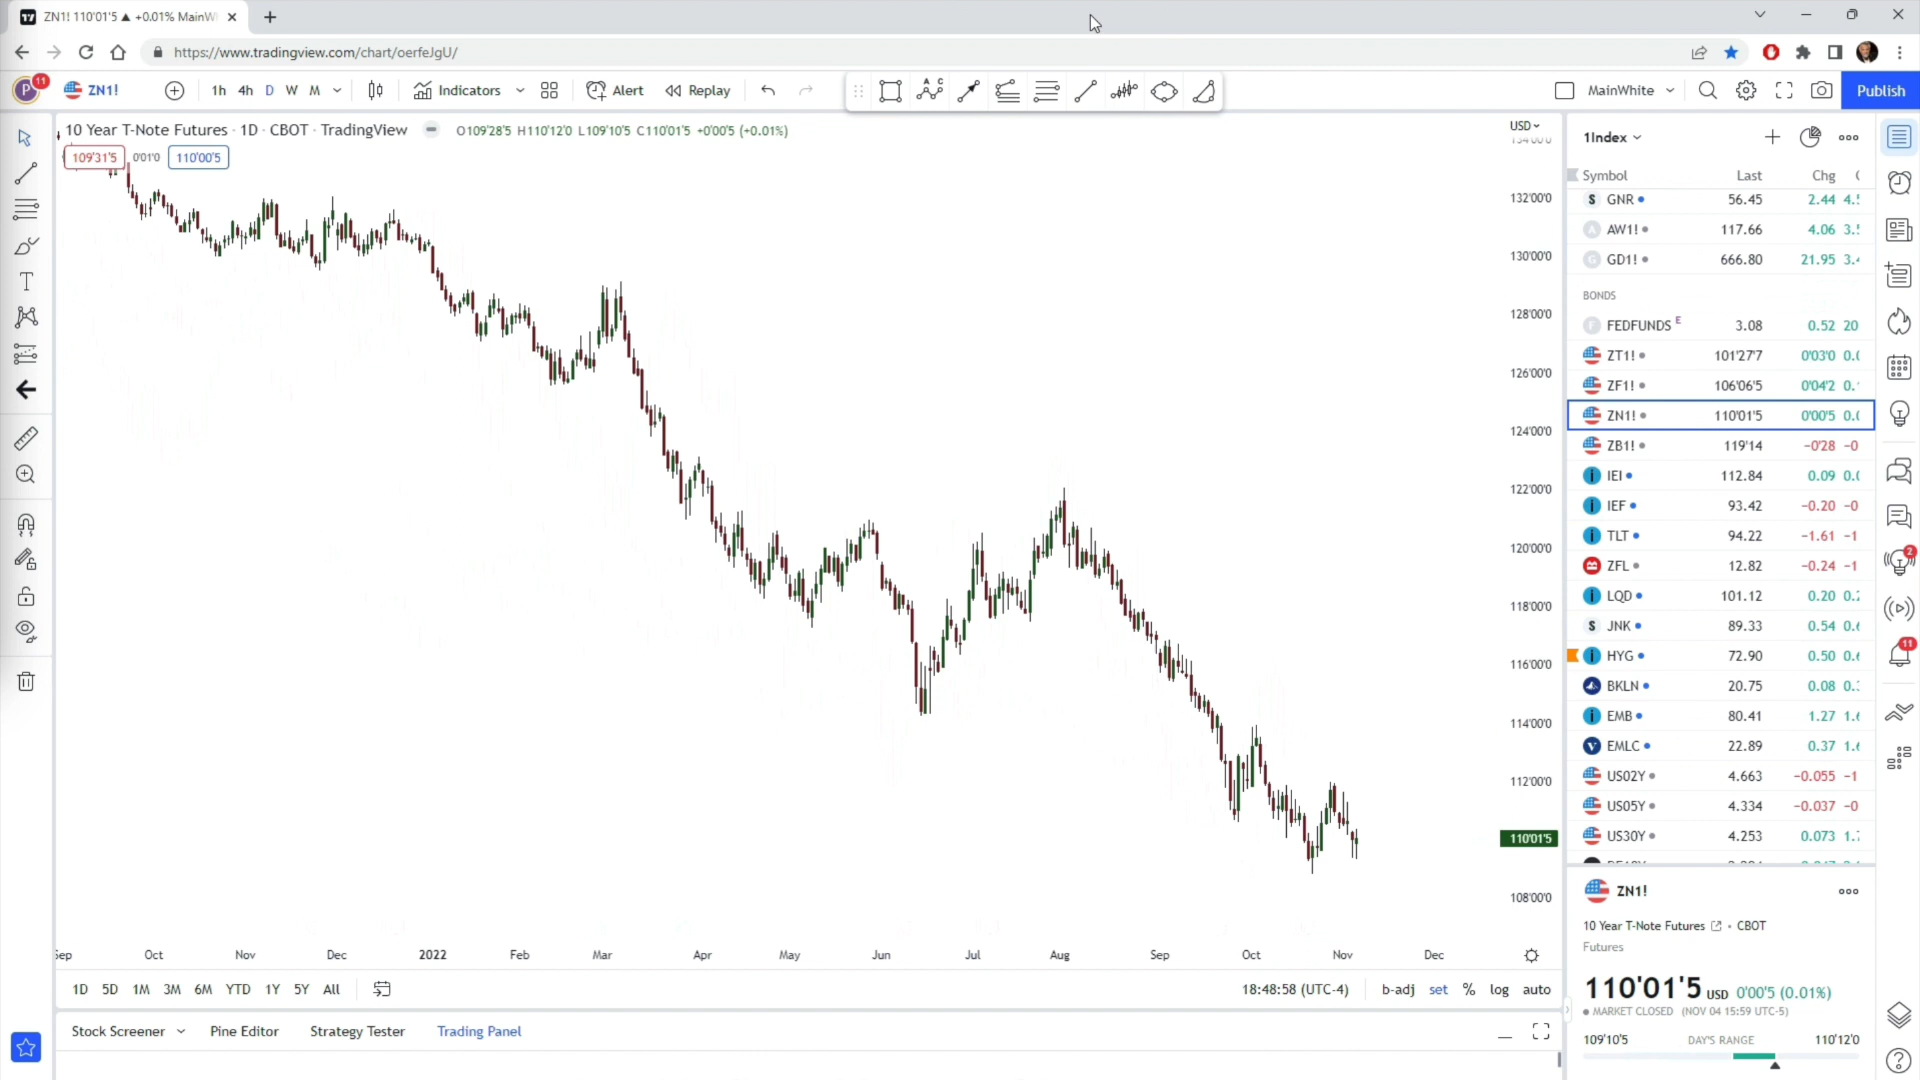 ZN1! 110'01'5 ▲ +0.01% MainW
https://www.tradingview.com/chart/oerfeJgU/
P 11 ZN1! 1h 4h D W M Indicators Alert Replay MainWhite Publish
10 Year T-Note Futures · 1D · CBOT · TradingView O109'28'5 H110'12'0 L109'10'5 C110'01'5 +0'00'5 (+0.01%)
109'31'5 0'01'0 110'00'5
USD
134'00'0
132'00'0
130'00'0
128'00'0
126'00'0
124'00'0
122'00'0
120'00'0
118'00'0
116'00'0
114'00'0
112'00'0
110'01'5
108'00'0
Sep Oct Nov Dec 2022 Feb Mar Apr May Jun Jul Aug Sep Oct Nov Dec
1D 5D 1M 3M 6M YTD 1Y 5Y All 18:48:58 (UTC-4) b-adj set % log auto
Stock Screener Pine Editor Strategy Tester Trading Panel
1Index
Symbol Last Chg
S GNR 56.45 2.44
A AW1! 117.66 4.06
G GD1! 666.80 21.95
BONDS
F FEDFUNDS E 3.08 0.52 20
ZT1! 101'27'7 0'03'0
ZF1! 106'06'5 0'04'2
ZN1! 110'01'5 0'00'5
ZB1! 119'14 −0'28 −0
IEI 112.84 0.09
IEF 93.42 −0.20 −0
TLT 94.22 −1.61 −1
ZFL 12.82 −0.24 −1
LQD 101.12 0.20
S JNK 89.33 0.54
HYG 72.90 0.50
BKLN 20.75 0.08
EMB 80.41 1.27
V EMLC 22.89 0.37
US02Y 4.663 −0.055 −1
US05Y 4.334 −0.037 −0
US30Y 4.253 0.073
ZN1!
10 Year T-Note Futures · CBOT
Futures
110'01'5 USD 0'00'5 (0.01%)
MARKET CLOSED (NOV 04 15:59 UTC-5)
109'10'5 DAY'S RANGE 110'12'0
2
11